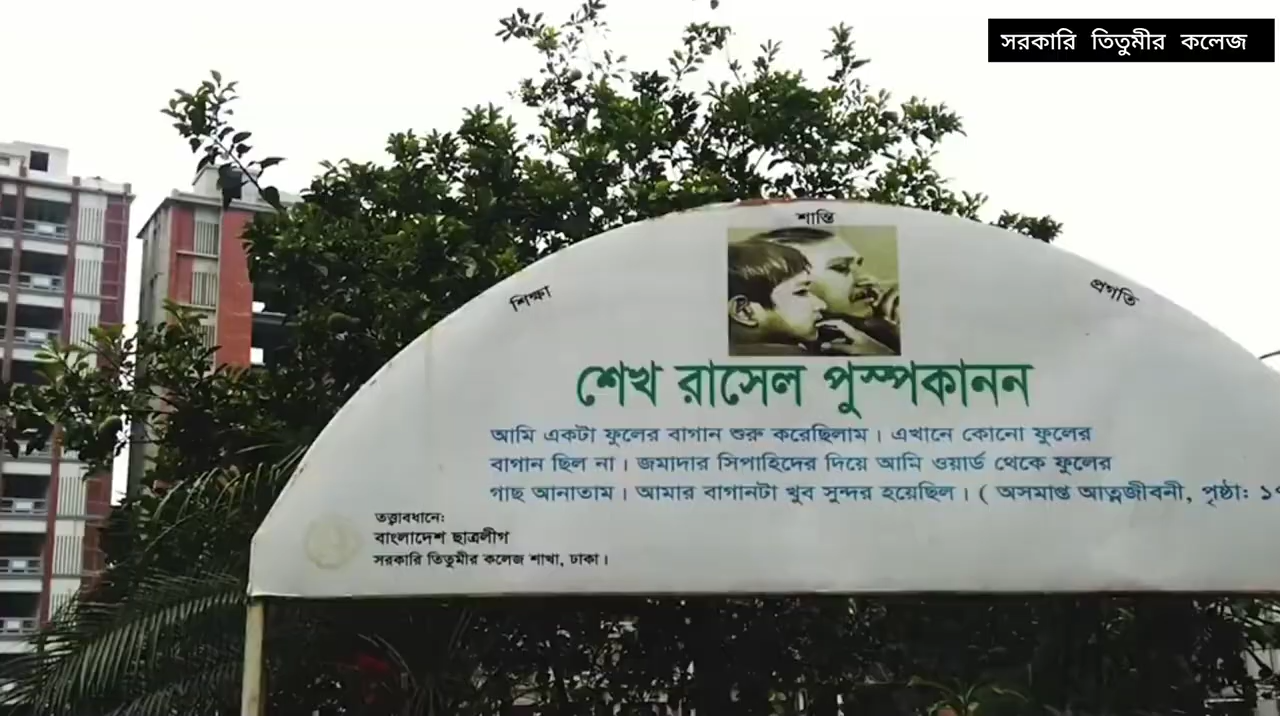 সরকারি তিতুমীর কলেজ
শান্তি
শিক্ষা
প্রগতি
শেখ রাসেল পুস্পকানন
আমি একটা ফুলের বাগান শুরু করেছিলাম। এখানে কোনো ফুলের
বাগান ছিল না। জমাদার সিপাহিদের দিয়ে আমি ওয়ার্ড থেকে ফুলের
গাছ আনাতাম। আমার বাগানটা খুব সুন্দর হয়েছিল। ( অসমাপ্ত আত্নজীবনী, পৃষ্ঠা:
তত্ত্বাবধানে:
বাংলাদেশ ছাত্রলীগ
সরকারি তিতুমীর কলেজ শাখা, ঢাকা।